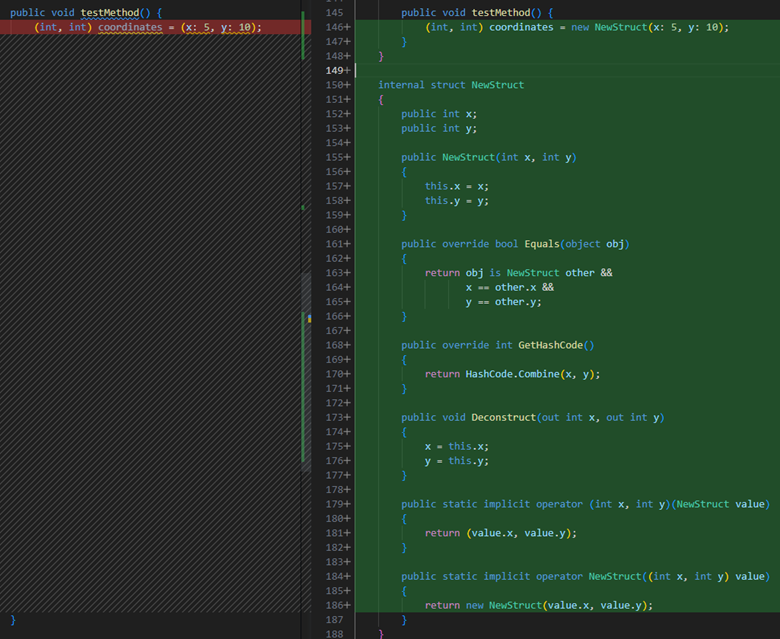 public void testMethod() {
(int, int) coordinates = (x: 5, y: 10);
}
145 public void testMethod() {
146+ (int, int) coordinates = new NewStruct(x: 5, y: 10);
147+ }
148+ }
149+
150+ internal struct NewStruct
151+ {
152+ public int x;
153+ public int y;
154+
155+ public NewStruct(int x, int y)
156+ {
157+ this.x = x;
158+ this.y = y;
159+ }
160+
161+ public override bool Equals(object obj)
162+ {
163+ return obj is NewStruct other &&
164+ x == other.x &&
165+ y == other.y;
166+ }
167+
168+ public override int GetHashCode()
169+ {
170+ return HashCode.Combine(x, y);
171+ }
172+
173+ public void Deconstruct(out int x, out int y)
174+ {
175+ x = this.x;
176+ y = this.y;
177+ }
178+
179+ public static implicit operator (int x, int y)(NewStruct value)
180+ {
181+ return (value.x, value.y);
182+ }
183+
184+ public static implicit operator NewStruct((int x, int y) value)
185+ {
186+ return new NewStruct(value.x, value.y);
187 }
188 }